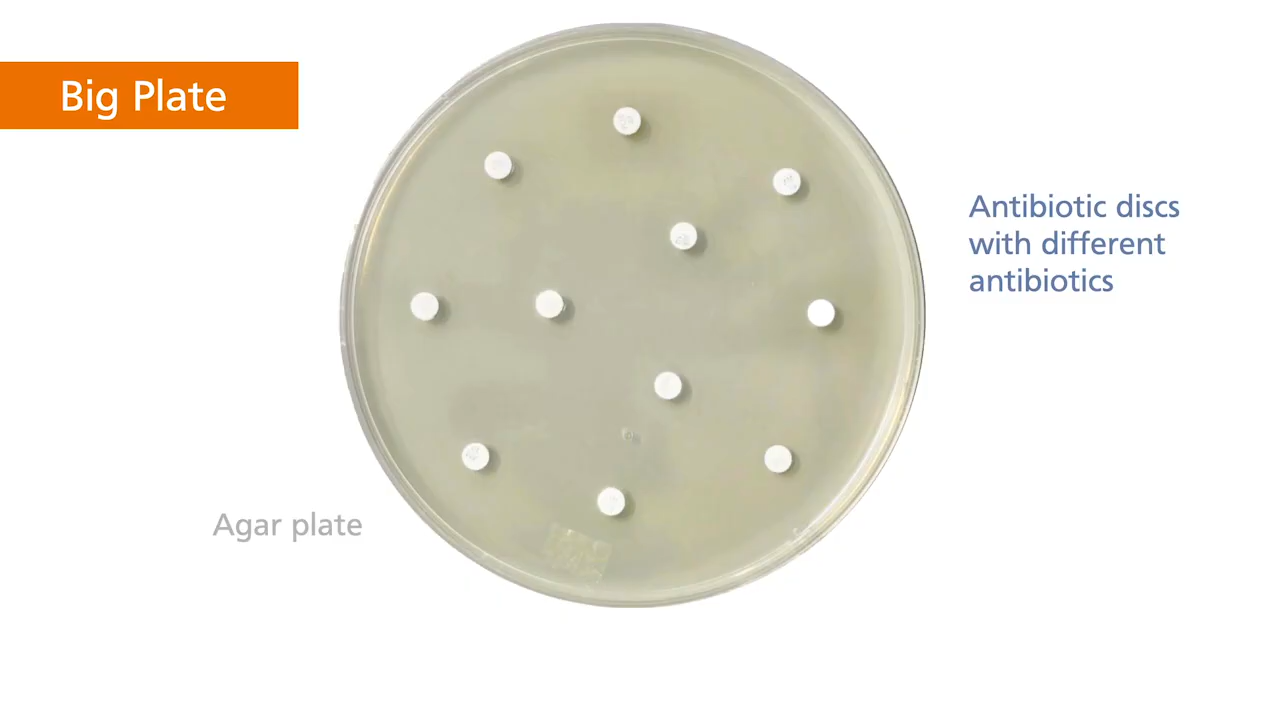 Big Plate
Antibiotic discs
with different
antibiotics
Agar plate